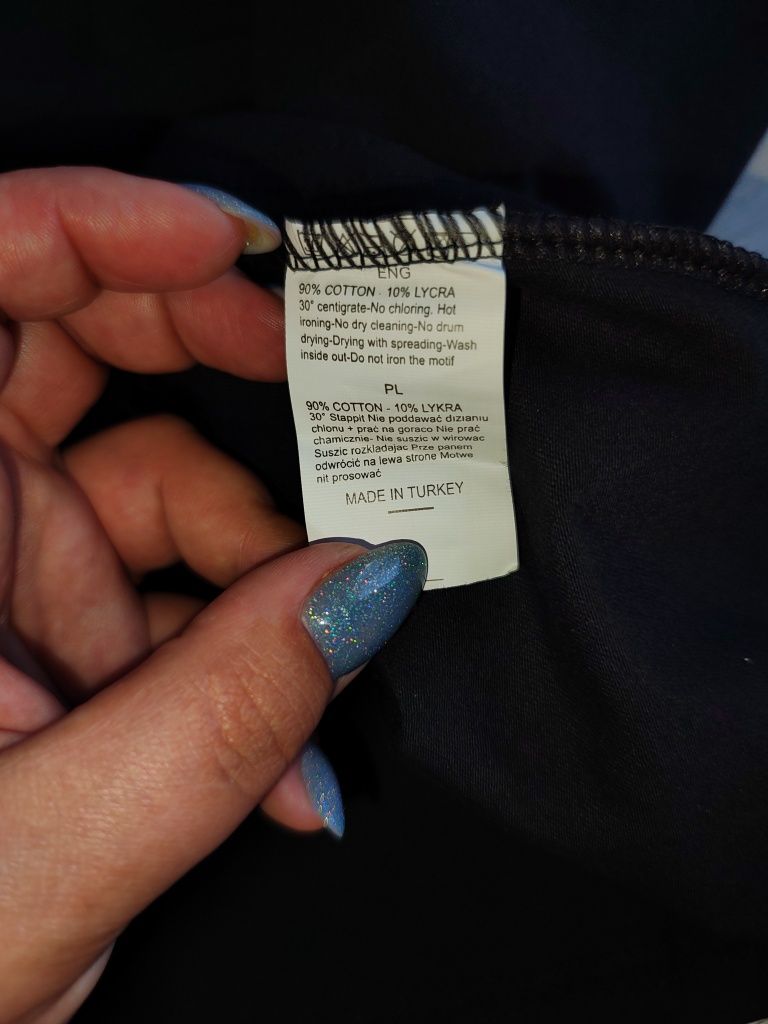 ENG
90% COTTON - 10% LYCRA
30° centigrate-No chloring. Hot
ironing-No dry cleaning-No drum
drying-Drying with spreading-Wash
inside out-Do not iron the motif
PL
90% COTTON - 10% LYKRA
30° Stappit Nie poddawać dizianiu
chlonu + prać na goraco Nie prać
chamicznie- Nie suszic w wirowac
Suszic rozkladajac Prze panem
odwrócić na lewa strone Motwe
nit prosować
MADE IN TURKEY